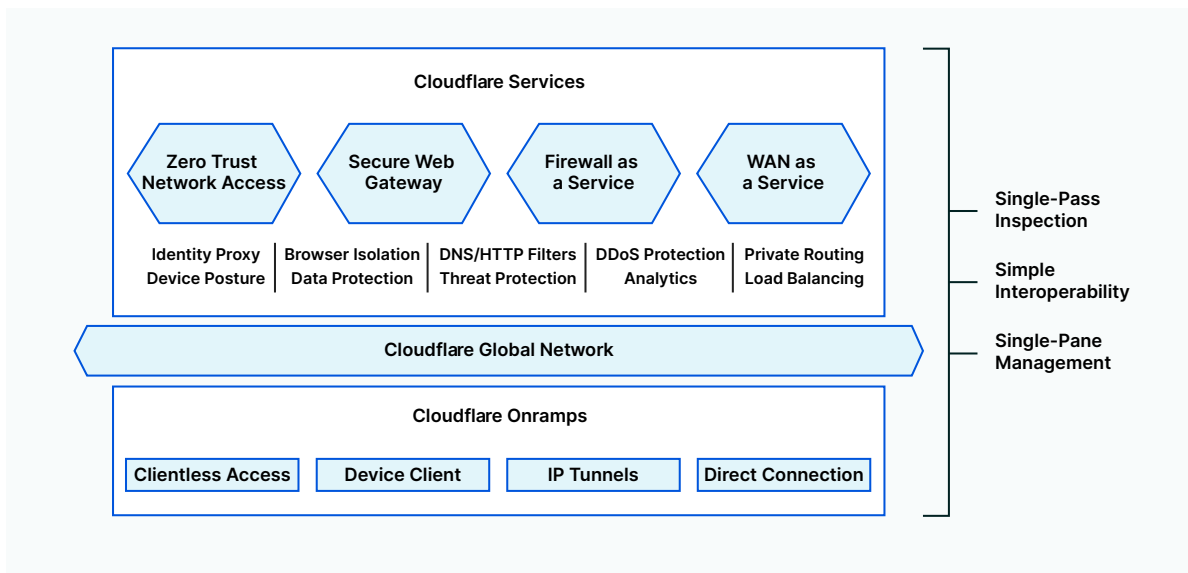 Cloudflare Services
Zero Trust
Network Access
Secure Web
Gateway
Firewall as
a Service
WAN as
a Service
Identity Proxy
Device Posture
Browser Isolation
Data Protection
DNS/HTTP Filters
Threat Protection
DDoS Protection
Analytics
Private Routing
Load Balancing
Cloudflare Global Network
Cloudflare Onramps
Clientless Access
Device Client
IP Tunnels
Direct Connection
Single-Pass
Inspection
Simple
Interoperability
Single-Pane
Management